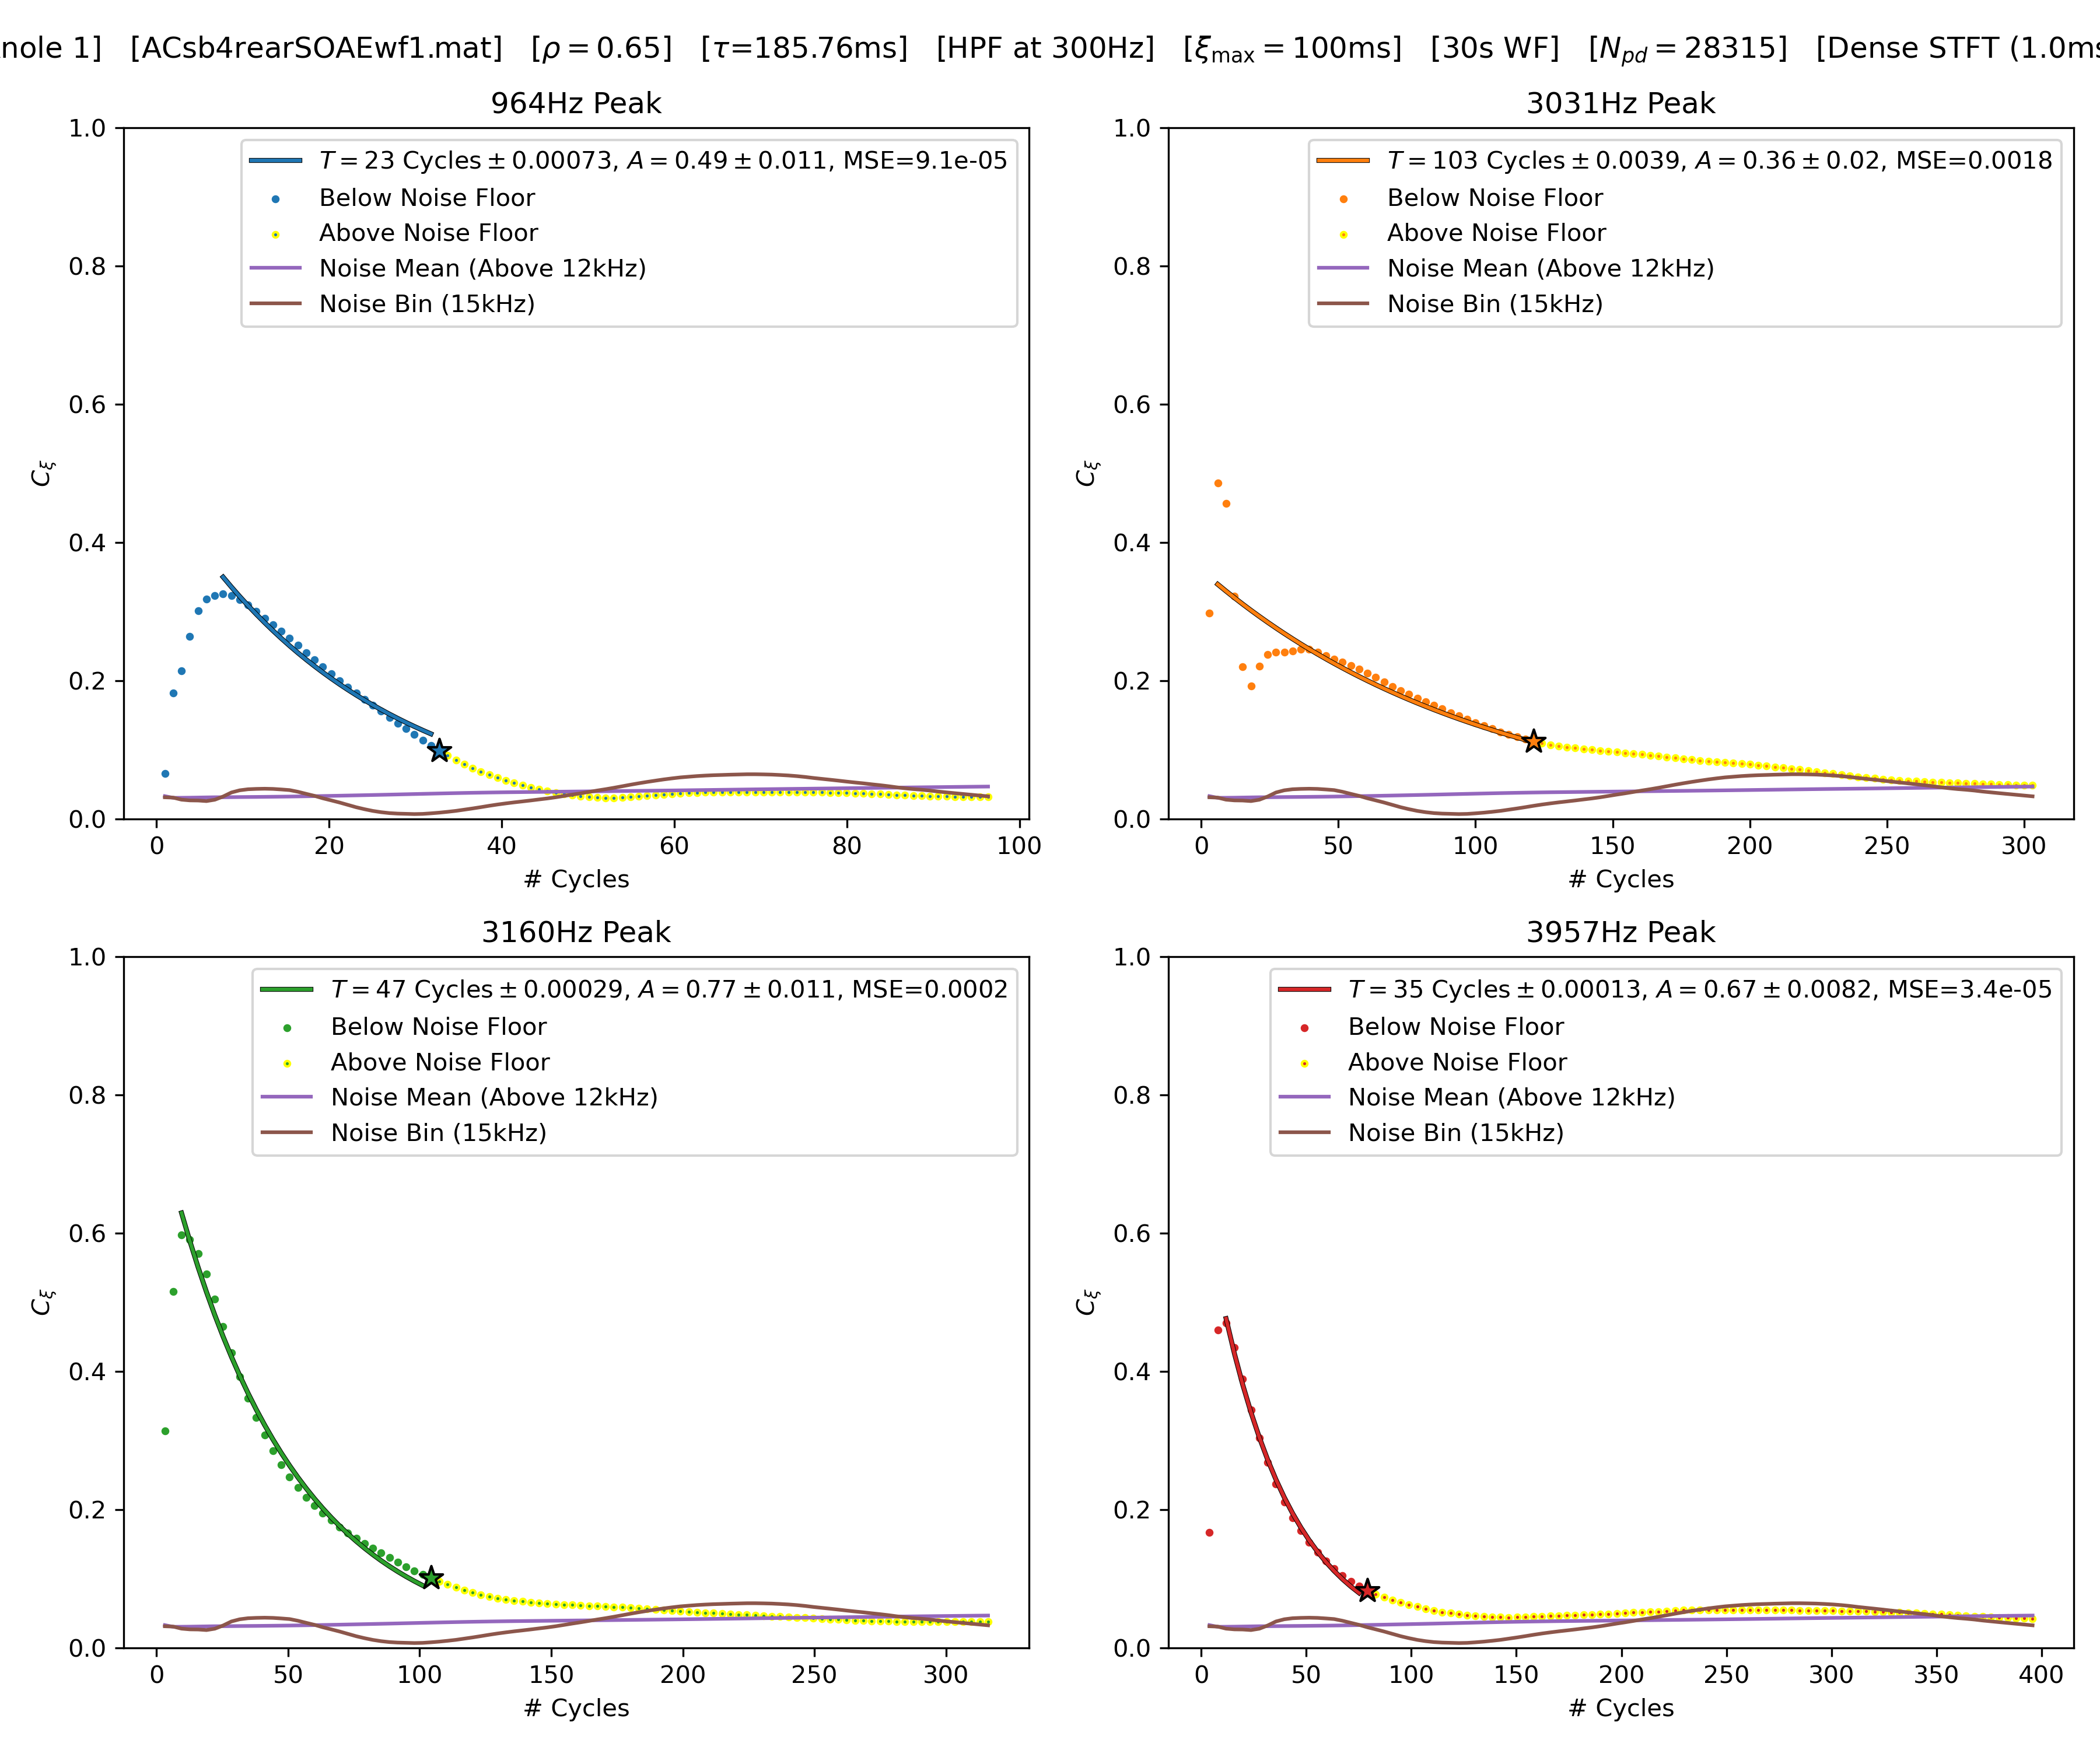 nole 1] [ACsb4rearSOAEwf1.mat] [ρ = 0.65] [τ=185.76ms] [HPF at 300Hz] [ξmax = 100ms] [30s WF] [Npd = 28315] [Dense STFT (1.0ms
964Hz Peak
1.0
0.8
0.6
0.4
0.2
0.0
Cξ
T = 23 Cycles ± 0.00073, A = 0.49 ± 0.011, MSE=9.1e-05
Below Noise Floor
Above Noise Floor
Noise Mean (Above 12kHz)
Noise Bin (15kHz)
0 20 40 60 80 100
# Cycles
3031Hz Peak
1.0
0.8
0.6
0.4
0.2
0.0
Cξ
T = 103 Cycles ± 0.0039, A = 0.36 ± 0.02, MSE=0.0018
Below Noise Floor
Above Noise Floor
Noise Mean (Above 12kHz)
Noise Bin (15kHz)
0 50 100 150 200 250 300
# Cycles
3160Hz Peak
1.0
0.8
0.6
0.4
0.2
0.0
Cξ
T = 47 Cycles ± 0.00029, A = 0.77 ± 0.011, MSE=0.0002
Below Noise Floor
Above Noise Floor
Noise Mean (Above 12kHz)
Noise Bin (15kHz)
0 50 100 150 200 250 300
# Cycles
3957Hz Peak
1.0
0.8
0.6
0.4
0.2
0.0
Cξ
T = 35 Cycles ± 0.00013, A = 0.67 ± 0.0082, MSE=3.4e-05
Below Noise Floor
Above Noise Floor
Noise Mean (Above 12kHz)
Noise Bin (15kHz)
0 50 100 150 200 250 300 350 400
# Cycles